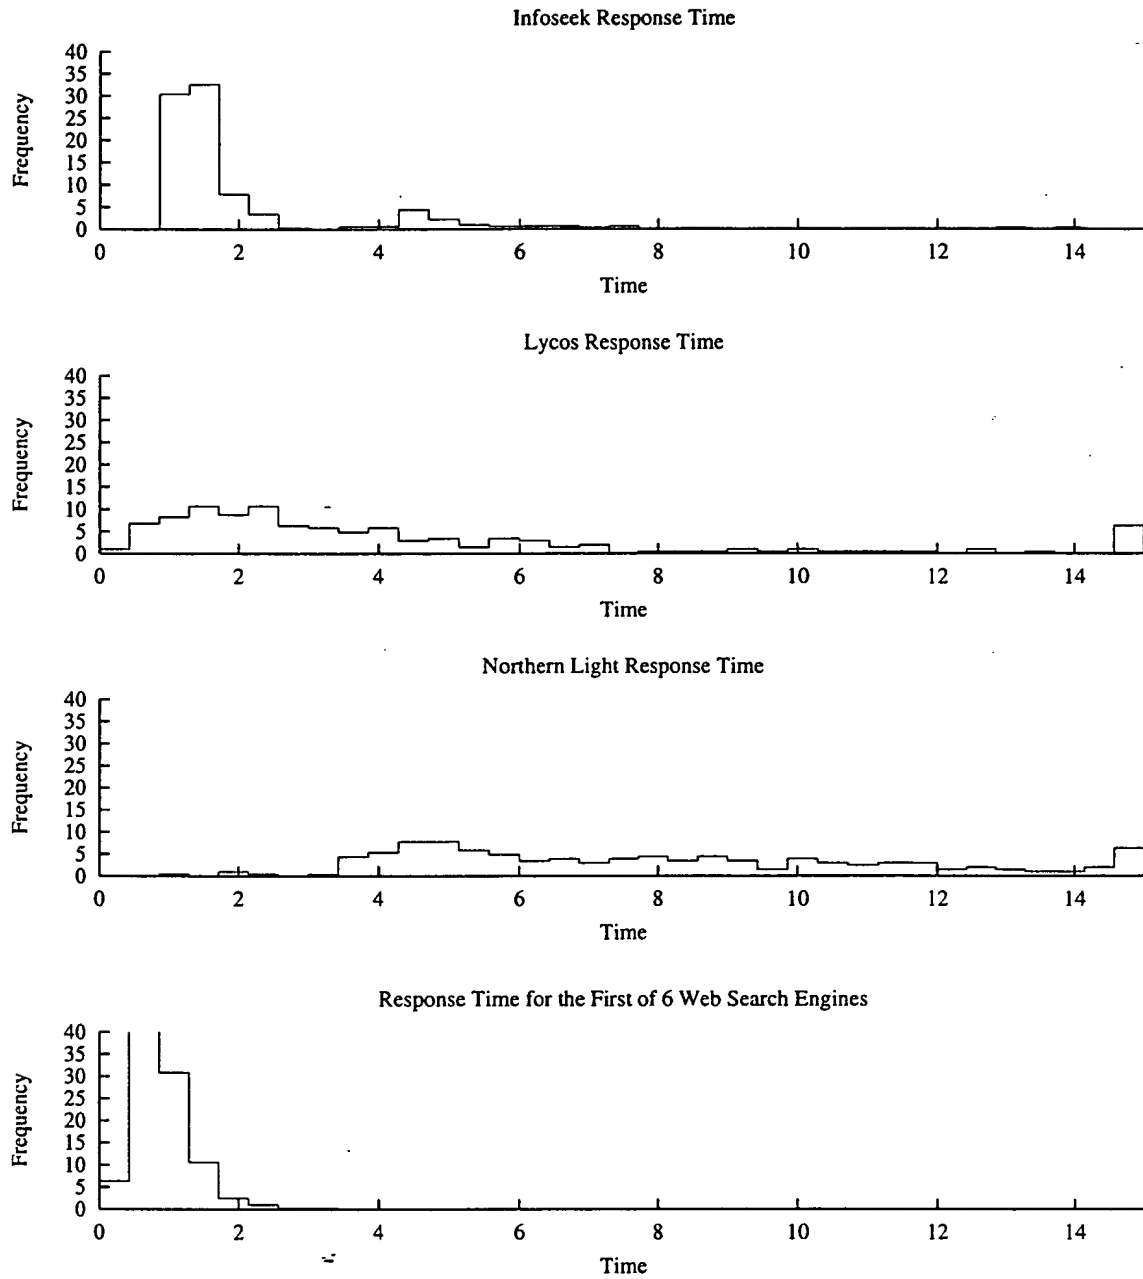 Infoseek Response Time
40
35
30
25
20
15
10
5
0
Frequency
0 2 4 6 8 10 12 14
Time
Lycos Response Time
40
35
30
25
20
15
10
5
0
Frequency
0 2 4 6 8 10 12 14
Time
Northern Light Response Time
40
35
30
25
20
15
10
5
0
Frequency
0 2 4 6 8 10 12 14
Time
Response Time for the First of 6 Web Search Engines
40
35
30
25
20
15
10
5
0
Frequency
0 2 4 6 8 10 12 14
Time